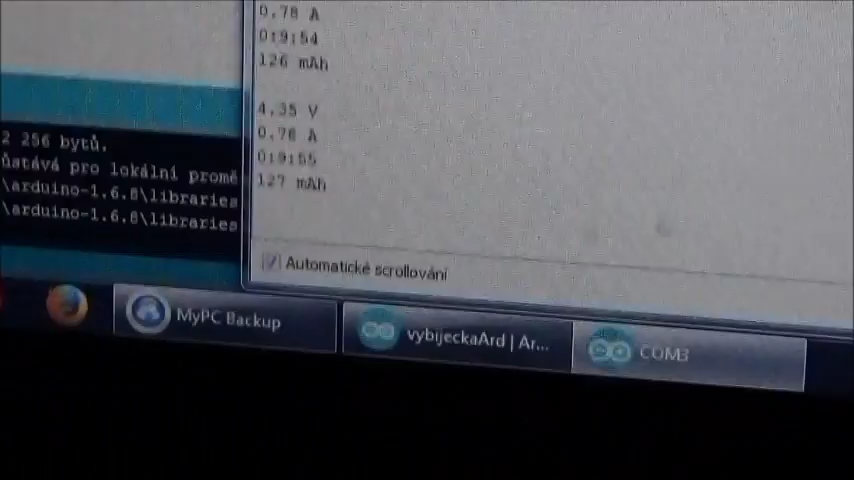 0.78 A
0:9:54
126 mAh
4.35 V
0.78 A
0:9:55
127 mAh
2 256 bytů.
ůstává pro lokální promě
\arduino-1.6.8\libraries
\arduino-1.6.8\libraries
Automatické scrollování
MyPC Backup
vybijeckaArd | Ar...
COM3